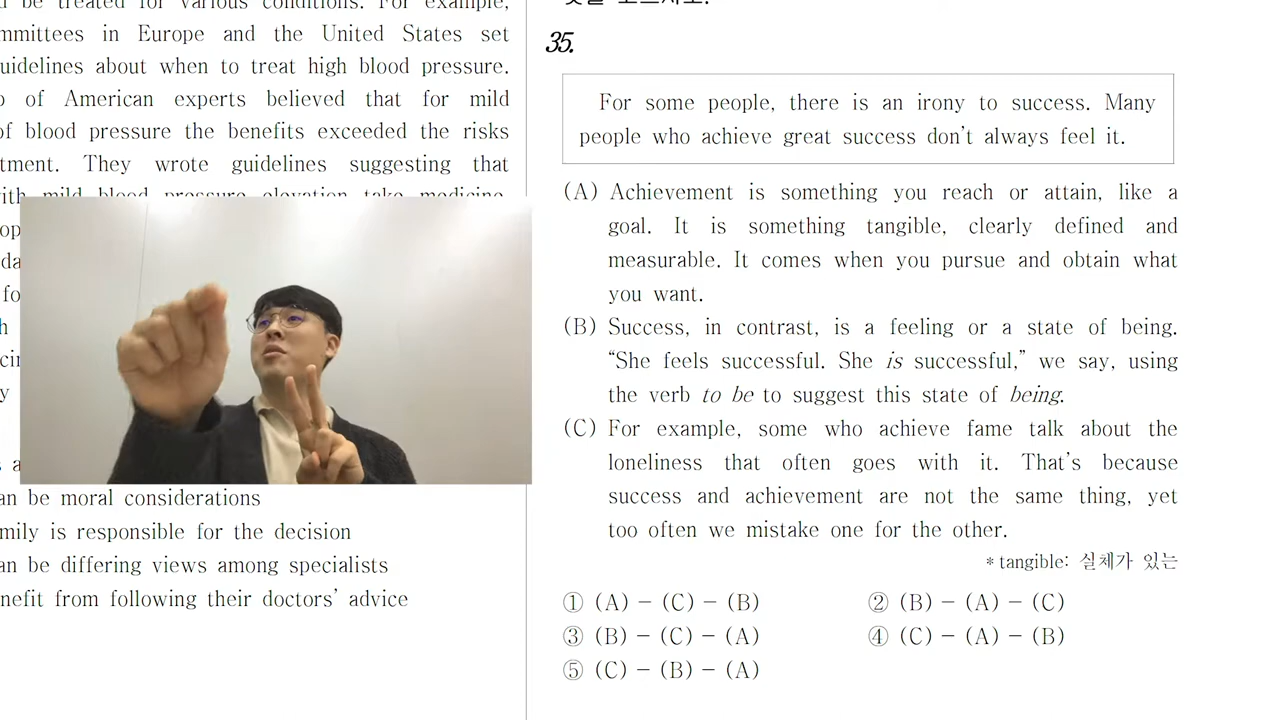 be treated for various conditions. For example,
in Europe and the United States set
about when to treat high blood pressure.
of American experts believed that for mild
of blood pressure the benefits exceeded the risks
They wrote guidelines suggesting that
mild blood pressure elevation take medicine.
an be moral considerations
is responsible for the decision
an be differing views among specialists
from following their doctors' advice
35.
For some people, there is an irony to success. Many
people who achieve great success don't always feel it.
(A) Achievement is something you reach or attain, like a
goal. It is something tangible, clearly defined and
measurable. It comes when you pursue and obtain what
you want.
(B) Success, in contrast, is a feeling or a state of being.
“She feels successful. She is successful,” we say, using
the verb to be to suggest this state of being.
(C) For example, some who achieve fame talk about the
loneliness that often goes with it. That's because
success and achievement are not the same thing, yet
too often we mistake one for the other.
* tangible: 실체가 있는
① (A) - (C) - (B)
② (B) - (A) - (C)
③ (B) - (C) - (A)
④ (C) - (A) - (B)
⑤ (C) - (B) - (A)